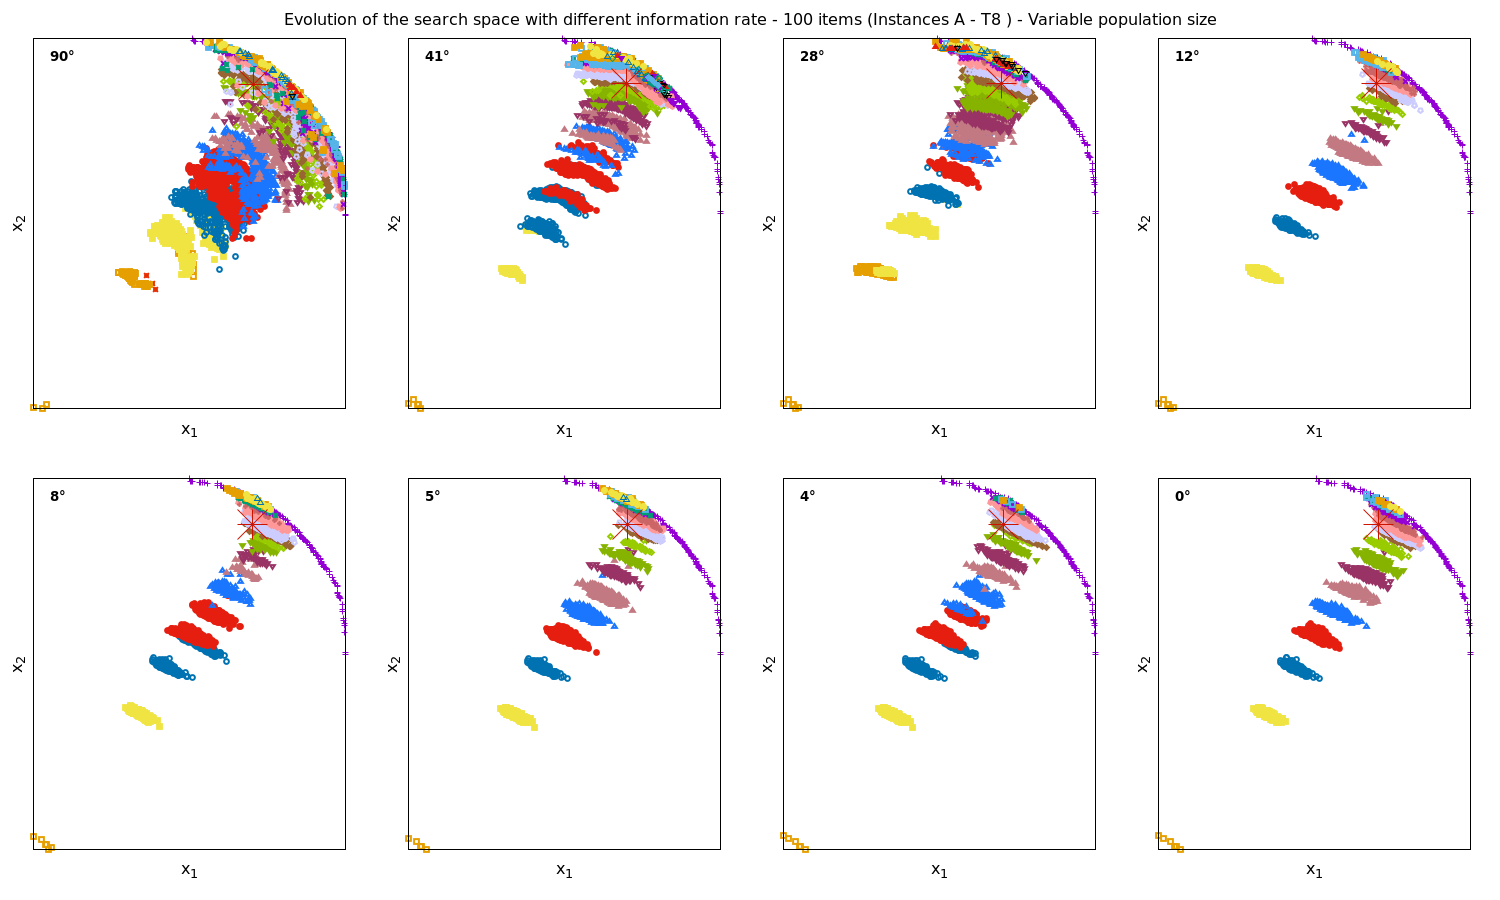 Evolution of the search space with different information rate - 100 items (Instances A - T8 ) - Variable population size
90°
41°
28°
12°
x2
x2
x2
x2
x1
x1
x1
x1
8°
5°
4°
0°
x2
x2
x2
x2
x1
x1
x1
x1